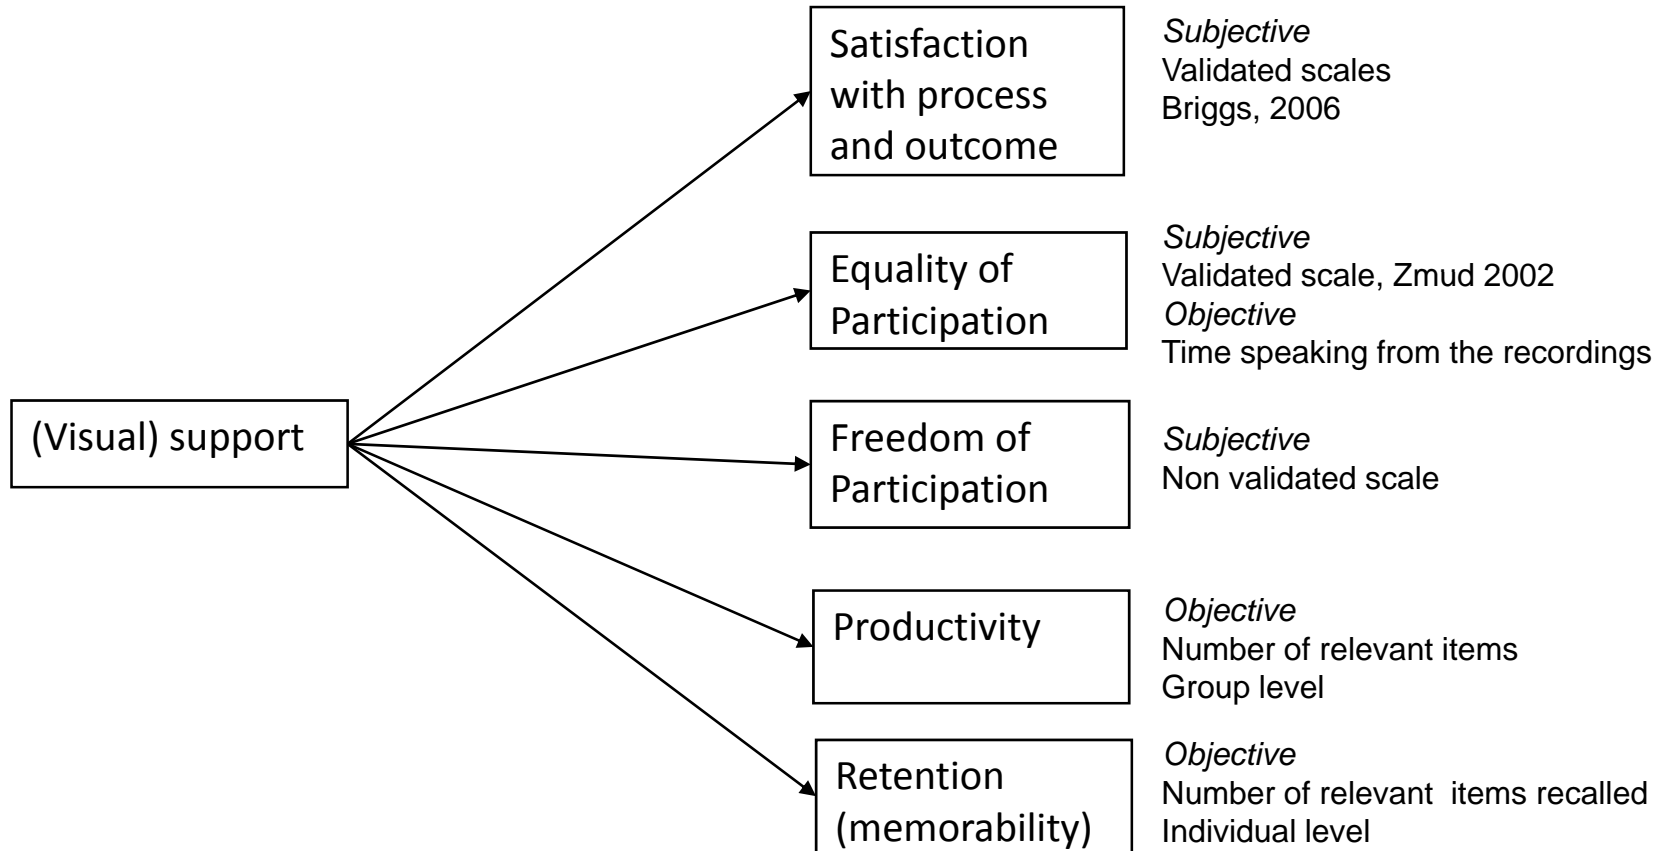 Satisfaction
with process
and outcome
Subjective
Validated scales
Briggs, 2006
Equality of
Participation
Subjective
Validated scale, Zmud 2002
Objective
Time speaking from the recordings
(Visual) support
Freedom of
Participation
Subjective
Non validated scale
Productivity
Objective
Number of relevant items
Group level
Retention
(memorability)
Objective
Number of relevant  items recalled
Individual level